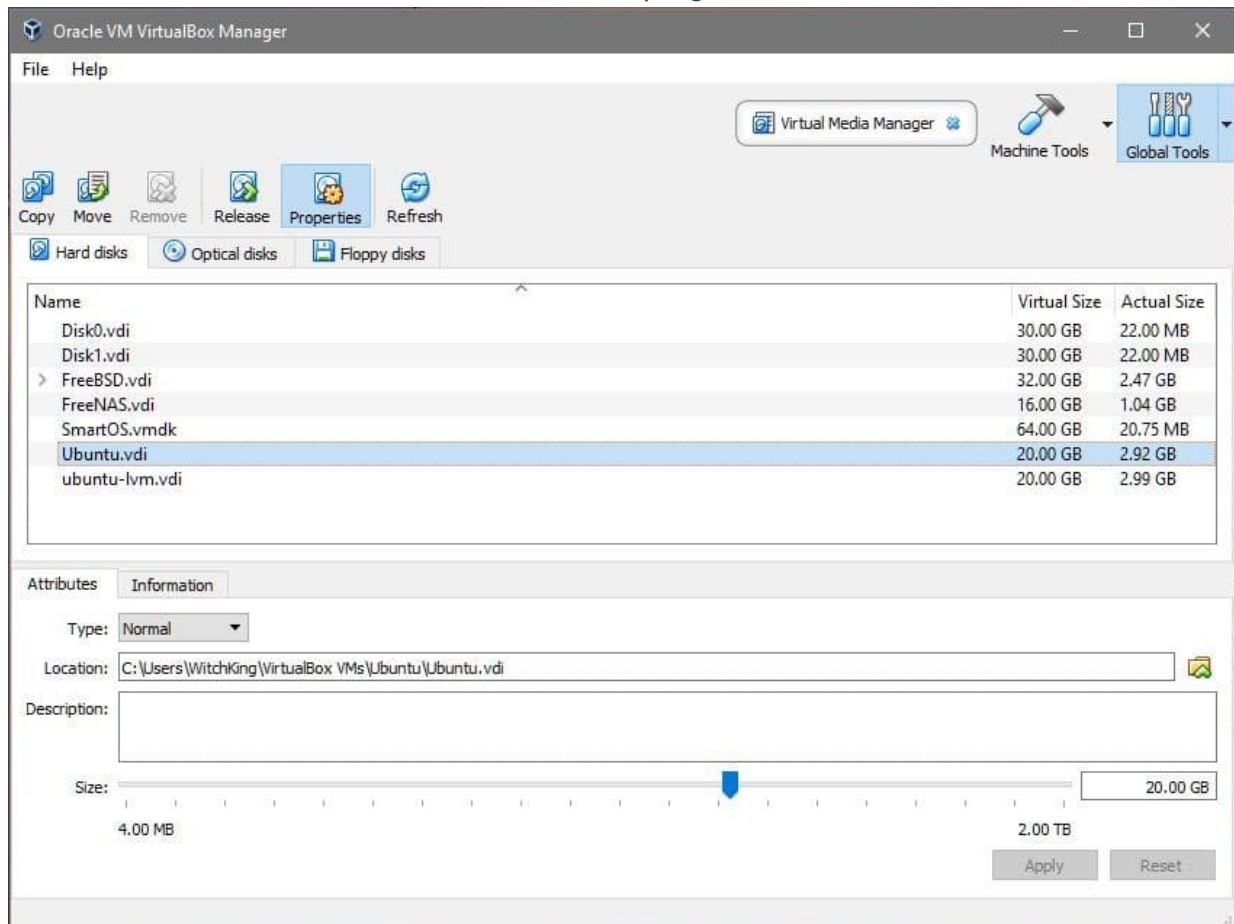 Oracle VM VirtualBox Manager
File Help
Virtual Media Manager
Machine Tools
Global Tools
Copy Move Remove Release Properties Refresh
Hard disks Optical disks Floppy disks
Name Virtual Size Actual Size
Disk0.vdi 30.00 GB 22.00 MB
Disk1.vdi 30.00 GB 22.00 MB
FreeBSD.vdi 32.00 GB 2.47 GB
FreeNAS.vdi 16.00 GB 1.04 GB
SmartOS.vmdk 64.00 GB 20.75 MB
Ubuntu.vdi 20.00 GB 2.92 GB
ubuntu-lvm.vdi 20.00 GB 2.99 GB
Attributes Information
Type: Normal
Location: C:\Users\WitchKing\VirtualBox VMs\Ubuntu\Ubuntu.vdi
Description:
Size: 20.00 GB
4.00 MB 2.00 TB
Apply Reset